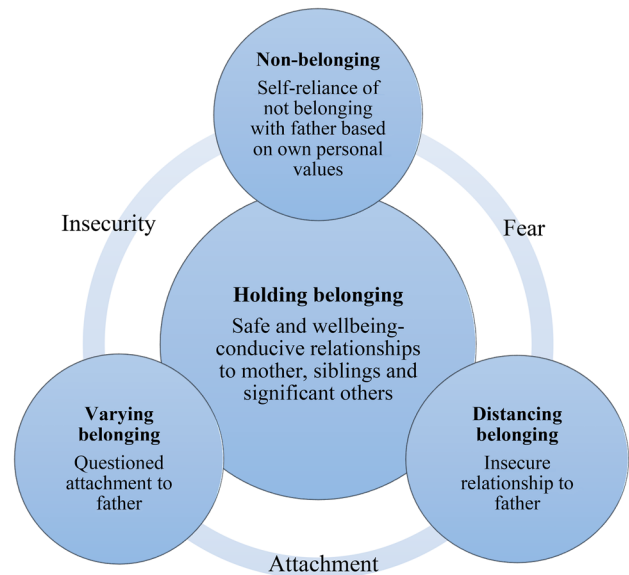 Non-belonging
Self-reliance of
not belonging
with father based
on own personal
values
Insecurity
Fear
Holding belonging
Safe and wellbeing-
conducive relationships
to mother, siblings and
significant others
Varying
belonging
Questioned
attachment to
father
Distancing
belonging
Insecure
relationship to
father
Attachment